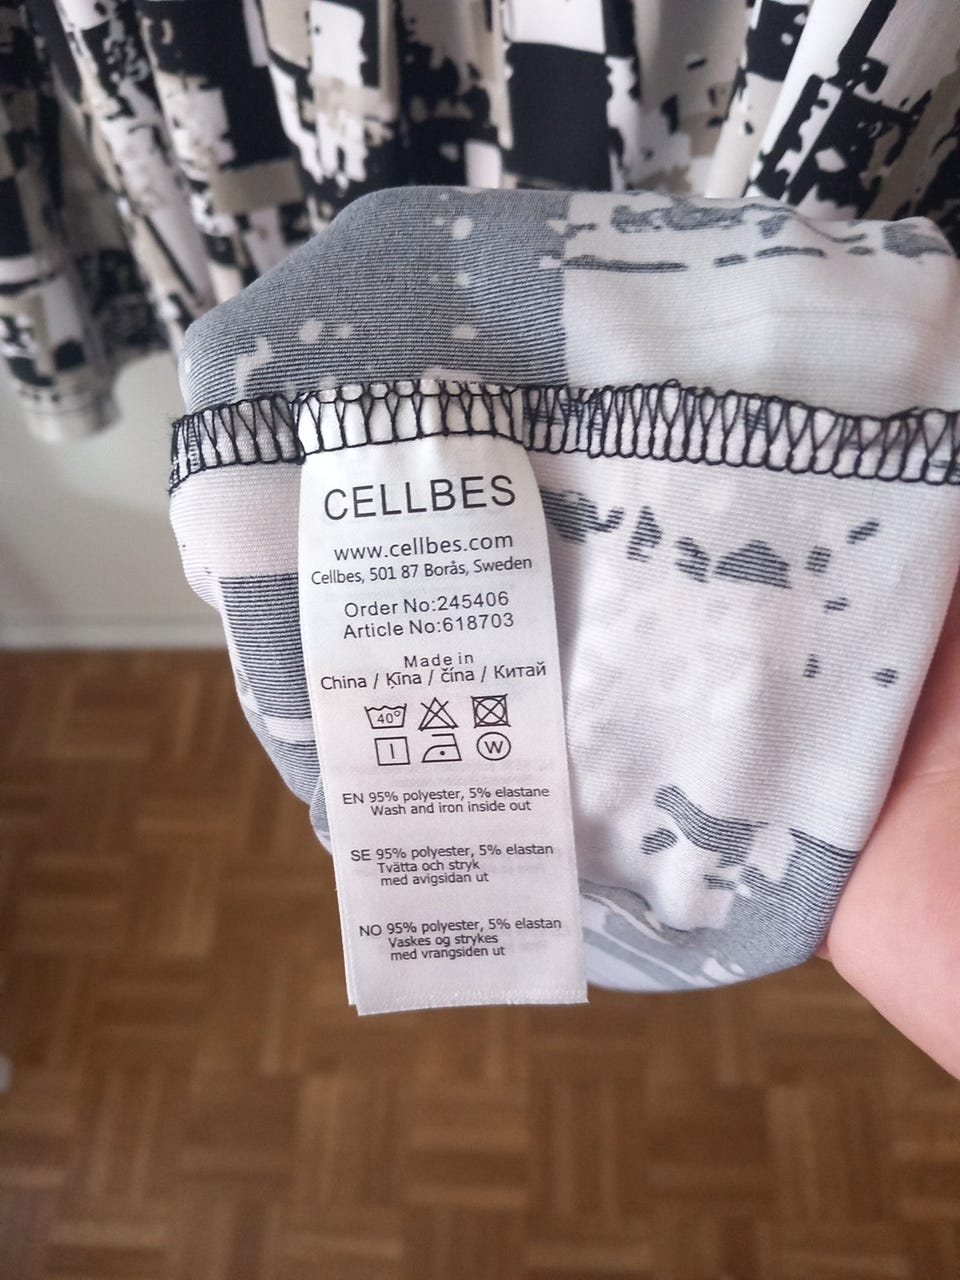 CELLBES
www.cellbes.com
Cellbes, 501 87 Borås, Sweden
Order No:245406
Article No:618703
Made in
China / Ķīna / čína / Китай
40°
W
EN 95% polyester, 5% elastane
Wash and iron inside out
SE 95% polyester, 5% elastan
Tvätta och stryk
med avigsidan ut
NO 95% polyester, 5% elastan
Vaskes og strykes
med vrangsiden ut